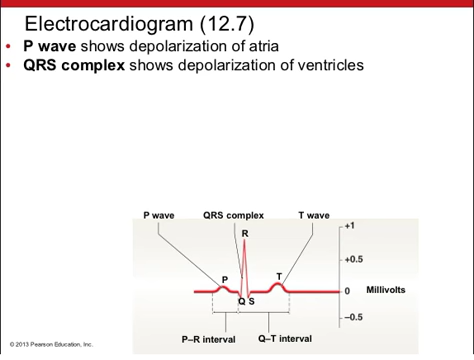 Electrocardiogram (12.7)
• P wave shows depolarization of atria
• QRS complex shows depolarization of ventricles
P wave QRS complex T wave
+1
R
+0.5
P T
0 Millivolts
Q S
–0.5
P–R interval Q–T interval
© 2013 Pearson Education, Inc.